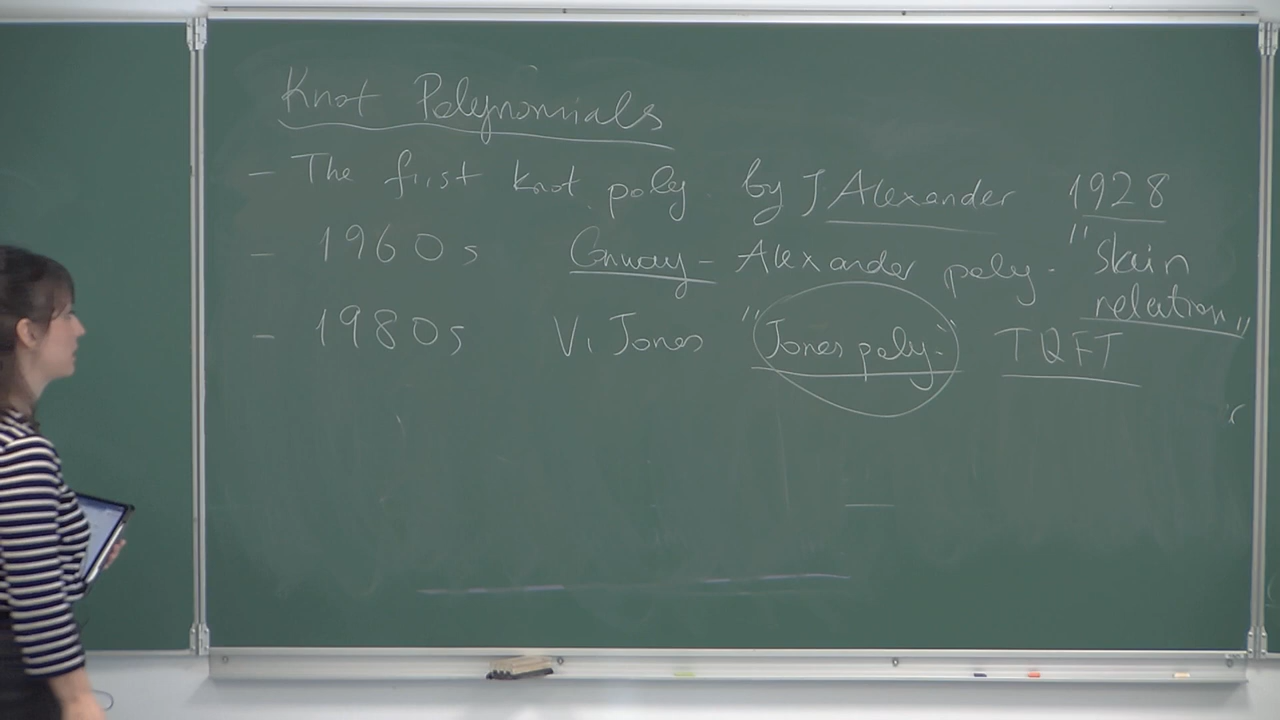 Knot Polynomials
- The first knot poly. by J Alexander 1928
- 1960s Conway - Alexander poly. "Skein relation"
- 1980s V. Jones "Jones poly." TQFT